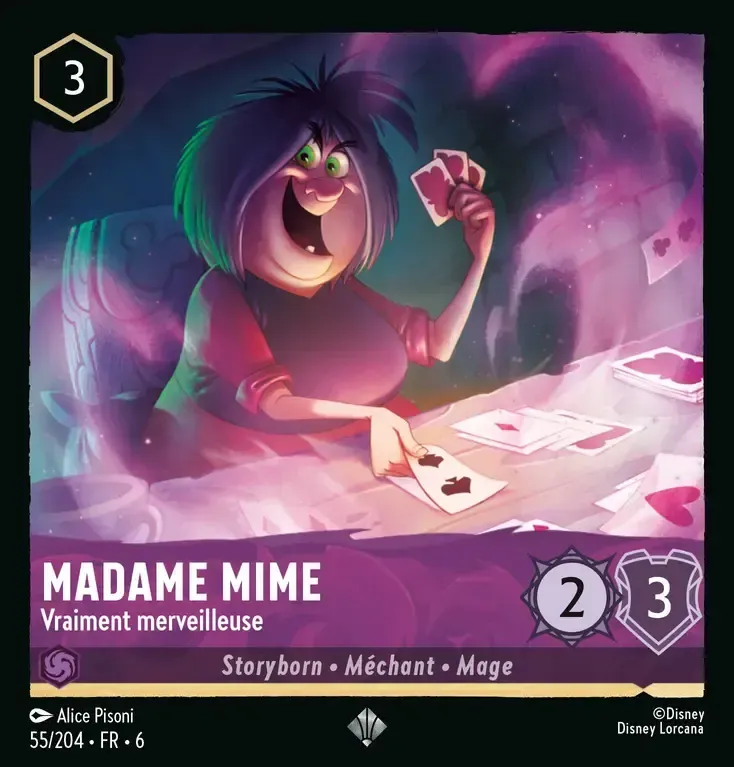 3
MADAME MIME
Vraiment merveilleuse
2
3
Storyborn • Méchant • Mage
Alice Pisoni
©Disney
55/204 • FR • 6
Disney Lorcana